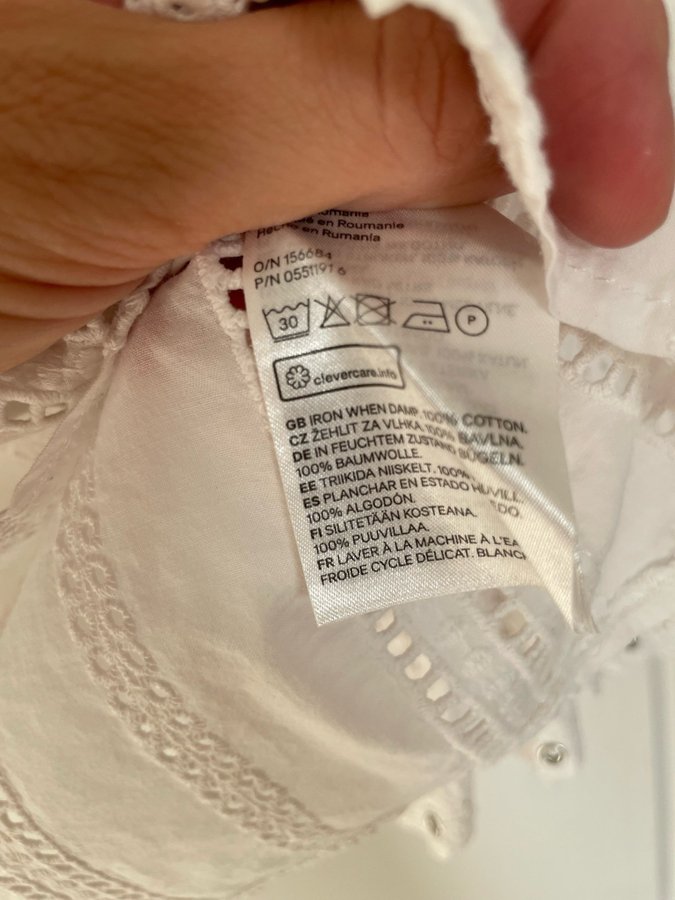 en Roumanie
en Rumanía
O/N 156684
P/N 0551191 6
30
P
clevercare.info
GB IRON WHEN DAMP. 100% COTTON.
CZ ŽEHLIT ZA VLHKA. 100% BAVLNA.
DE IN FEUCHTEM ZUSTAND BÜGELN.
100% BAUMWOLLE.
EE TRIIKIDA NIISKELT. 100%
ES PLANCHAR EN ESTADO
100% ALGODÓN.
FI SILITETÄÄN KOSTEANA.
100% PUUVILLAA.
FR LAVER À LA MACHINE À L'EA
FROIDE CYCLE DÉLICAT. BLANC